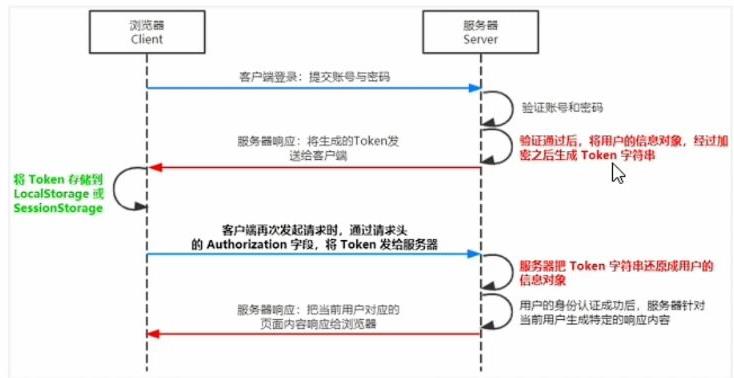 浏览器
Client
服务器
Server
客户端登录：提交账号与密码
验证账号和密码
服务器响应：将生成的Token发
送给客户端
验证通过后，将用户的信息对象，经过加
密之后生成 Token 字符串
将 Token 存储到
LocalStorage 或
SessionStorage
客户端再次发起请求时，通过请求头
的 Authorization 字段，将 Token 发给服务器
服务器把 Token 字符串还原成用户的
信息对象
服务器响应：把当前用户对应的
页面内容响应给浏览器
用户的身份认证成功后，服务器针对
当前用户生成特定的响应内容